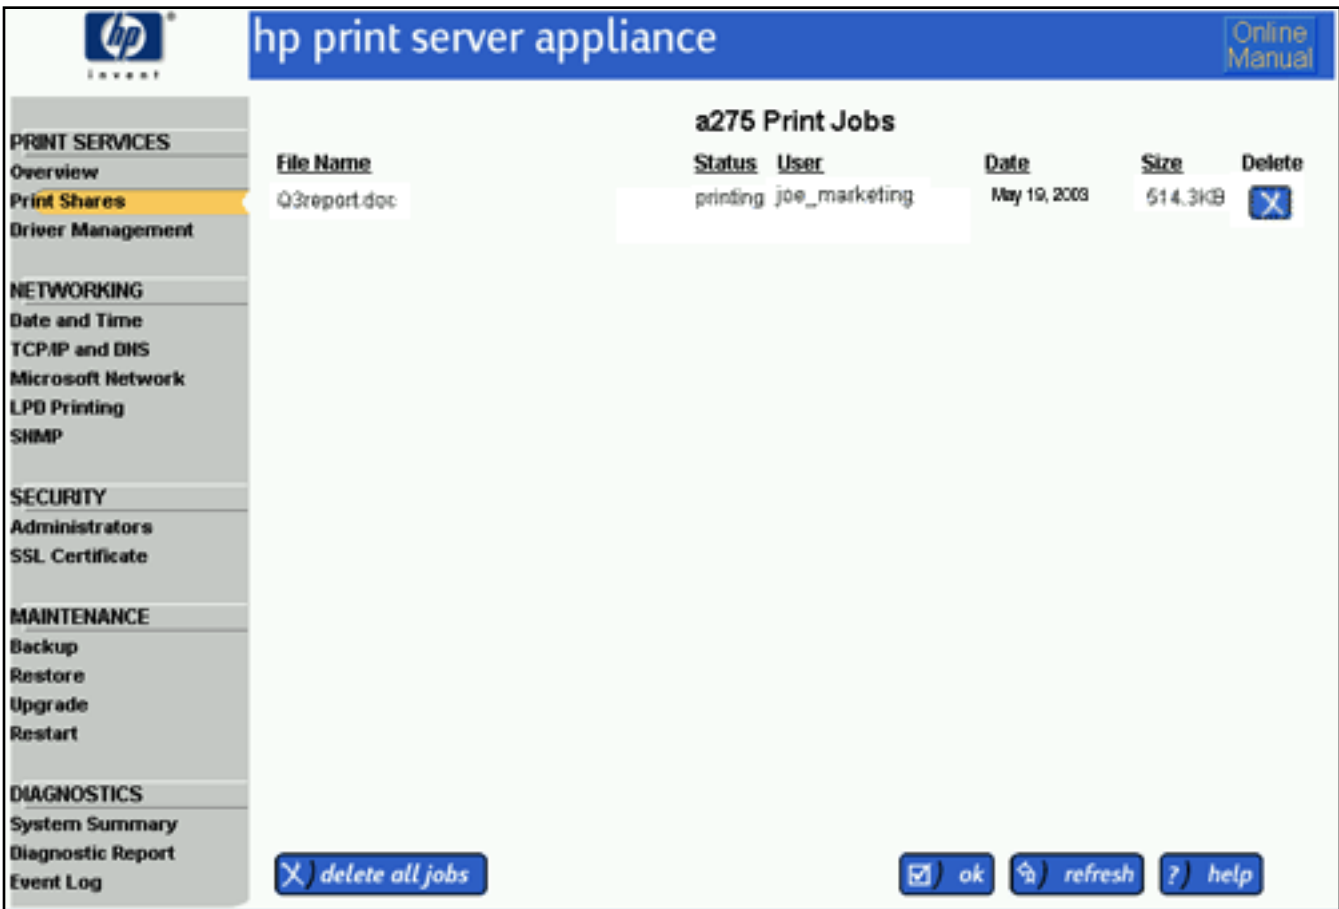 hp
invent
hp print server appliance
Online
Manual
PRINT SERVICES
Overview
Print Shares
Driver Management
NETWORKING
Date and Time
TCP/IP and DNS
Microsoft Network
LPD Printing
SNMP
SECURITY
Administrators
SSL Certificate
MAINTENANCE
Backup
Restore
Upgrade
Restart
DIAGNOSTICS
System Summary
Diagnostic Report
Event Log
a275 Print Jobs
File Name Status User Date Size Delete
Q3report.doc printing joe_marketing May 19, 2003 514.3KB
delete all jobs ok refresh ? help